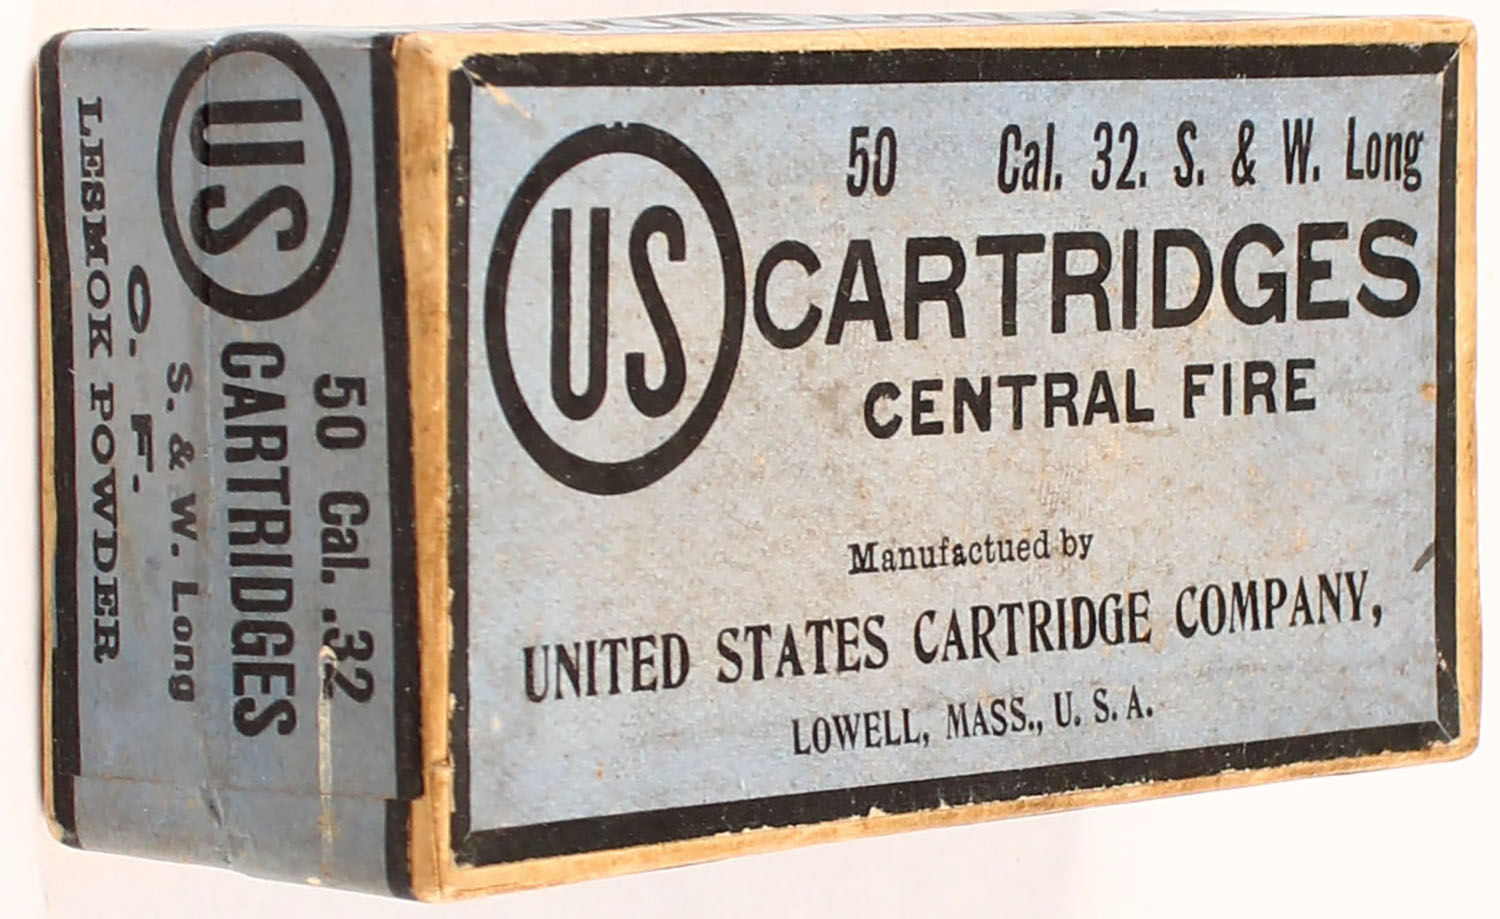 US
50 Cal. 32. S. & W. Long
CARTRIDGES
CENTRAL FIRE
Manufactued by
UNITED STATES CARTRIDGE COMPANY,
LOWELL, MASS., U. S. A.
50 Cal. .32
US CARTRIDGES
S. & W. Long
C. F.
LESMOK POWDER